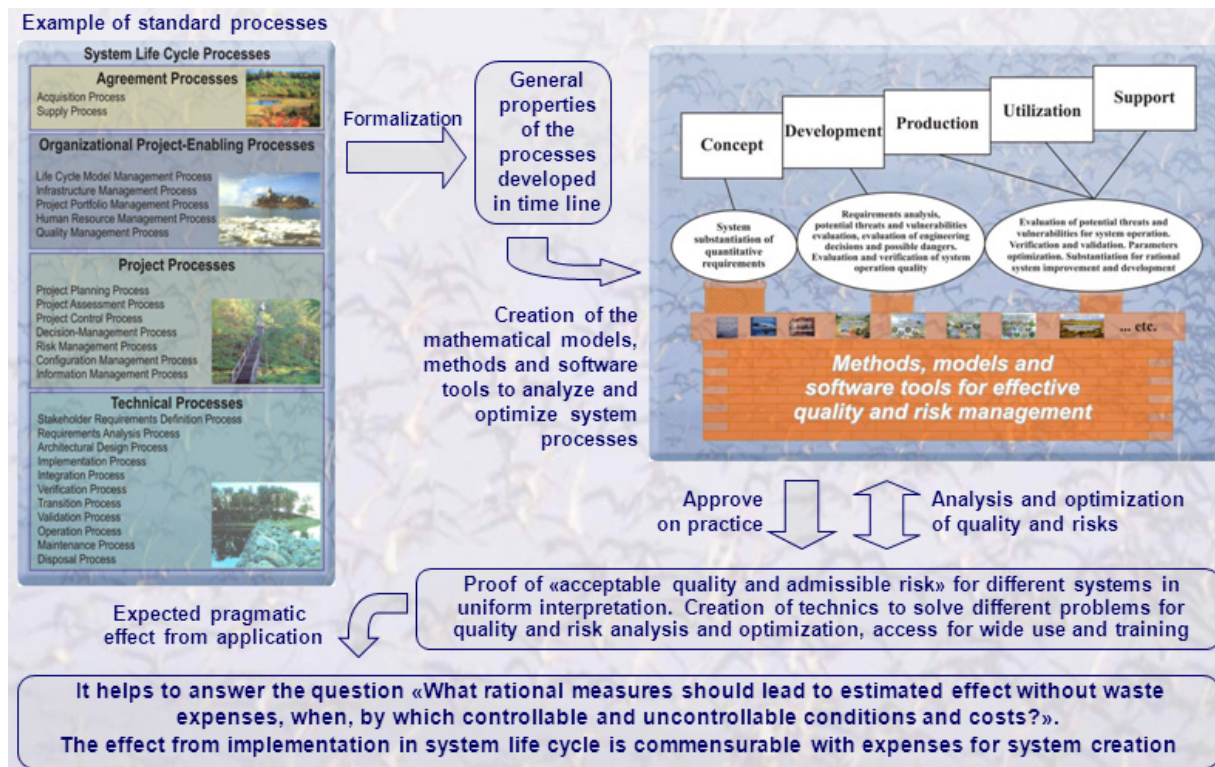 Example of standard processes
System Life Cycle Processes
Agreement Processes
Acquisition Process
Supply Process
Organizational Project-Enabling Processes
Life Cycle Model Management Process
Infrastructure Management Process
Project Portfolio Management Process
Human Resource Management Process
Quality Management Process
Project Processes
Project Planning Process
Project Assessment Process
Project Control Process
Decision-Management Process
Risk Management Process
Configuration Management Process
Information Management Process
Technical Processes
Stakeholder Requirements Definition Process
Requirements Analysis Process
Architectural Design Process
Implementation Process
Integration Process
Verification Process
Transition Process
Validation Process
Operation Process
Maintenance Process
Disposal Process
Formalization
General
properties
of the
processes
developed
in time line
Creation of the
mathematical models,
methods and software
tools to analyze and
optimize system
processes
Concept
Development
Production
Utilization
Support
System
substantiation of
quantitative
requirements
Requirements analysis,
potential threats and vulnerabilities
evaluation, evaluation of engineering
decisions and possible dangers.
Evaluation and verification of system
operation quality
Evaluation of potential threats and
vulnerabilities for system operation.
Verification and validation. Parameters
optimization. Substantiation for rational
system improvement and development
... etc.
Methods, models and
software tools for effective
quality and risk management
Approve
on practice
Analysis and optimization
of quality and risks
Proof of «acceptable quality and admissible risk» for different systems in
uniform interpretation. Creation of technics to solve different problems for
quality and risk analysis and optimization, access for wide use and training
Expected pragmatic
effect from application
It helps to answer the question «What rational measures should lead to estimated effect without waste
expenses, when, by which controllable and uncontrollable conditions and costs?».
The effect from implementation in system life cycle is commensurable with expenses for system creation